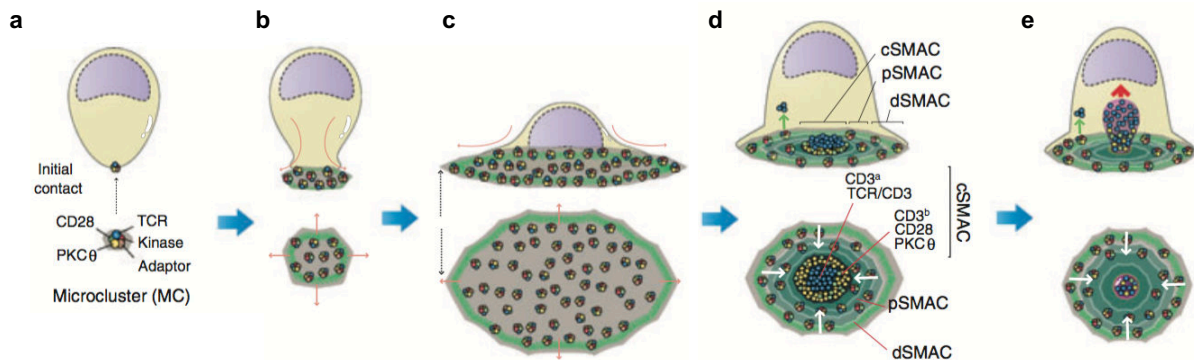 a
b
c
d
e
Initial
contact
CD28
TCR
Kinase
PKCθ
Adaptor
Microcluster (MC)
cSMAC
pSMAC
dSMAC
CD3ᵃ
TCR/CD3
CD3ᵇ
CD28
PKCθ
cSMAC
pSMAC
dSMAC